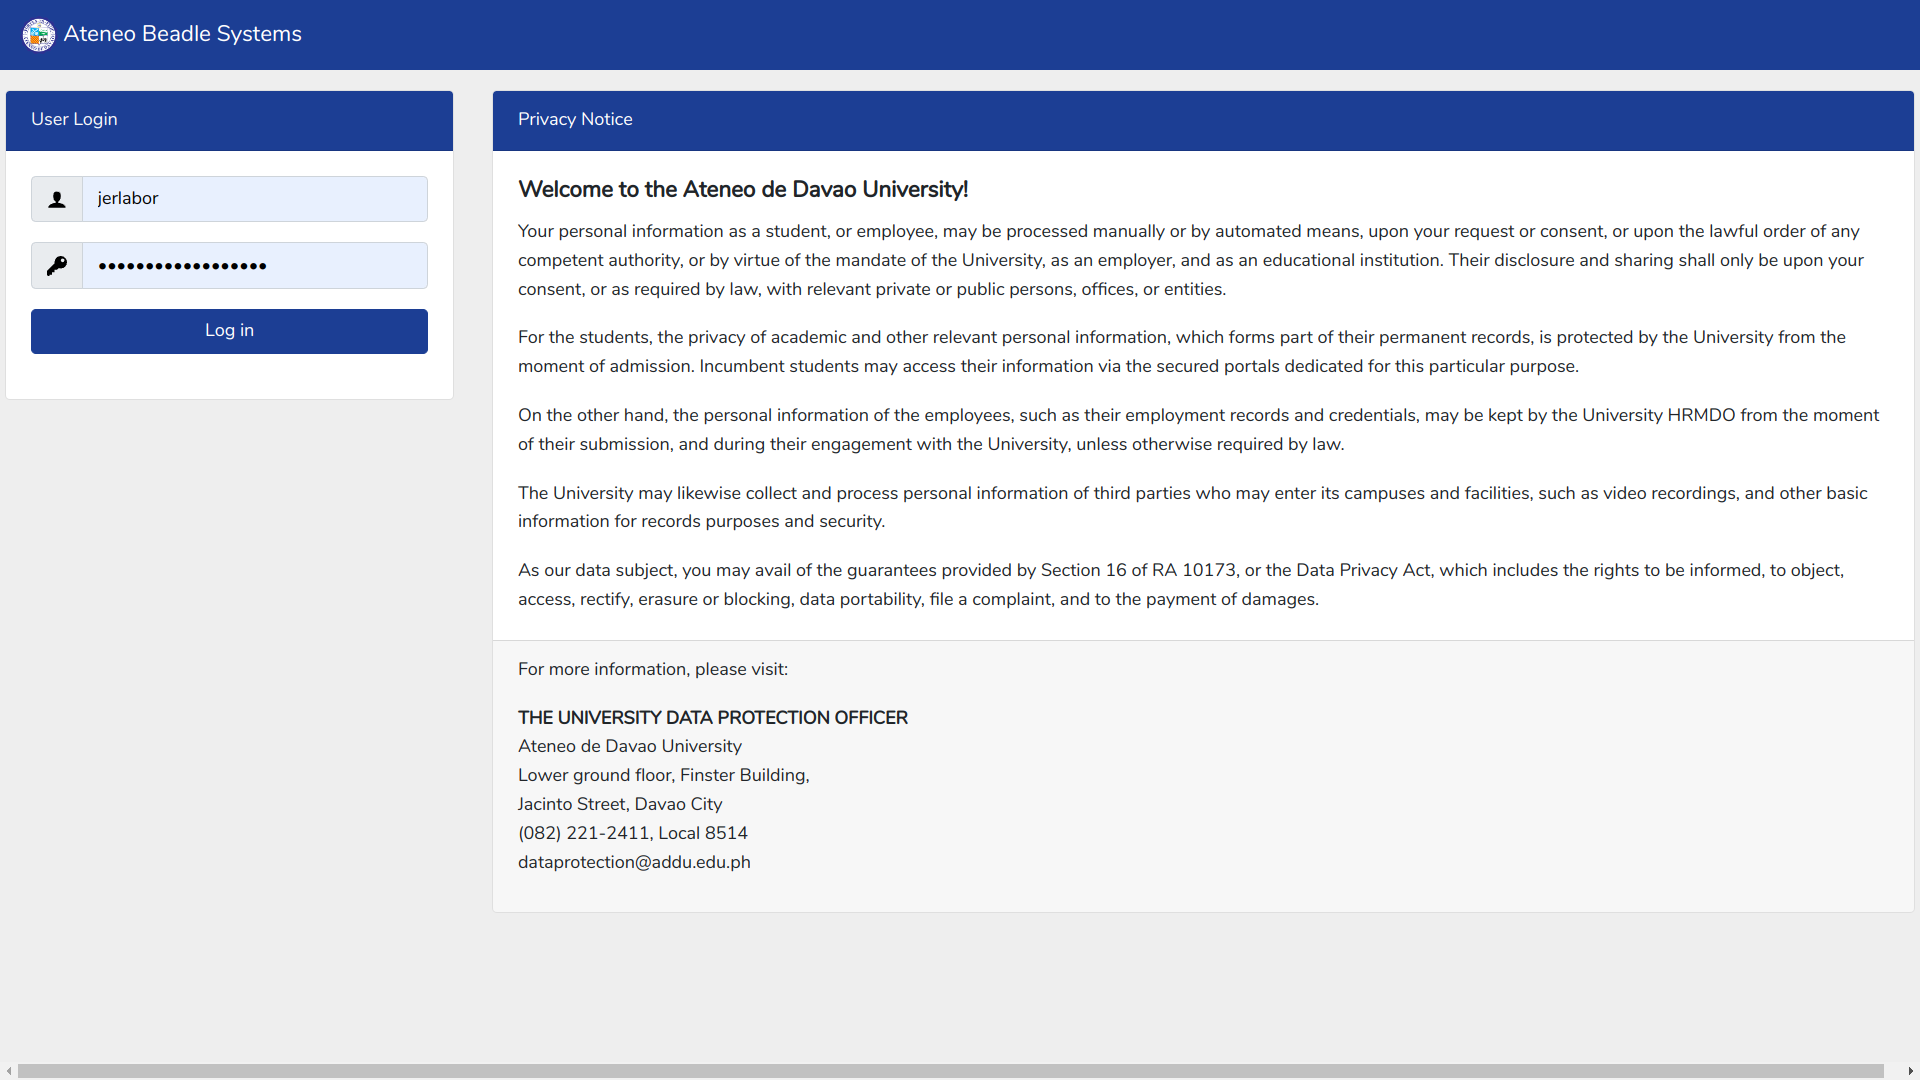 Ateneo Beadle Systems
User Login
jerlabor
••••••••••••••••••
Log in
Privacy Notice
Welcome to the Ateneo de Davao University!
Your personal information as a student, or employee, may be processed manually or by automated means, upon your request or consent, or upon the lawful order of any
competent authority, or by virtue of the mandate of the University, as an employer, and as an educational institution. Their disclosure and sharing shall only be upon your
consent, or as required by law, with relevant private or public persons, offices, or entities.
For the students, the privacy of academic and other relevant personal information, which forms part of their permanent records, is protected by the University from the
moment of admission. Incumbent students may access their information via the secured portals dedicated for this particular purpose.
On the other hand, the personal information of the employees, such as their employment records and credentials, may be kept by the University HRMDO from the moment
of their submission, and during their engagement with the University, unless otherwise required by law.
The University may likewise collect and process personal information of third parties who may enter its campuses and facilities, such as video recordings, and other basic
information for records purposes and security.
As our data subject, you may avail of the guarantees provided by Section 16 of RA 10173, or the Data Privacy Act, which includes the rights to be informed, to object,
access, rectify, erasure or blocking, data portability, file a complaint, and to the payment of damages.
For more information, please visit:
THE UNIVERSITY DATA PROTECTION OFFICER
Ateneo de Davao University
Lower ground floor, Finster Building,
Jacinto Street, Davao City
(082) 221-2411, Local 8514
dataprotection@addu.edu.ph